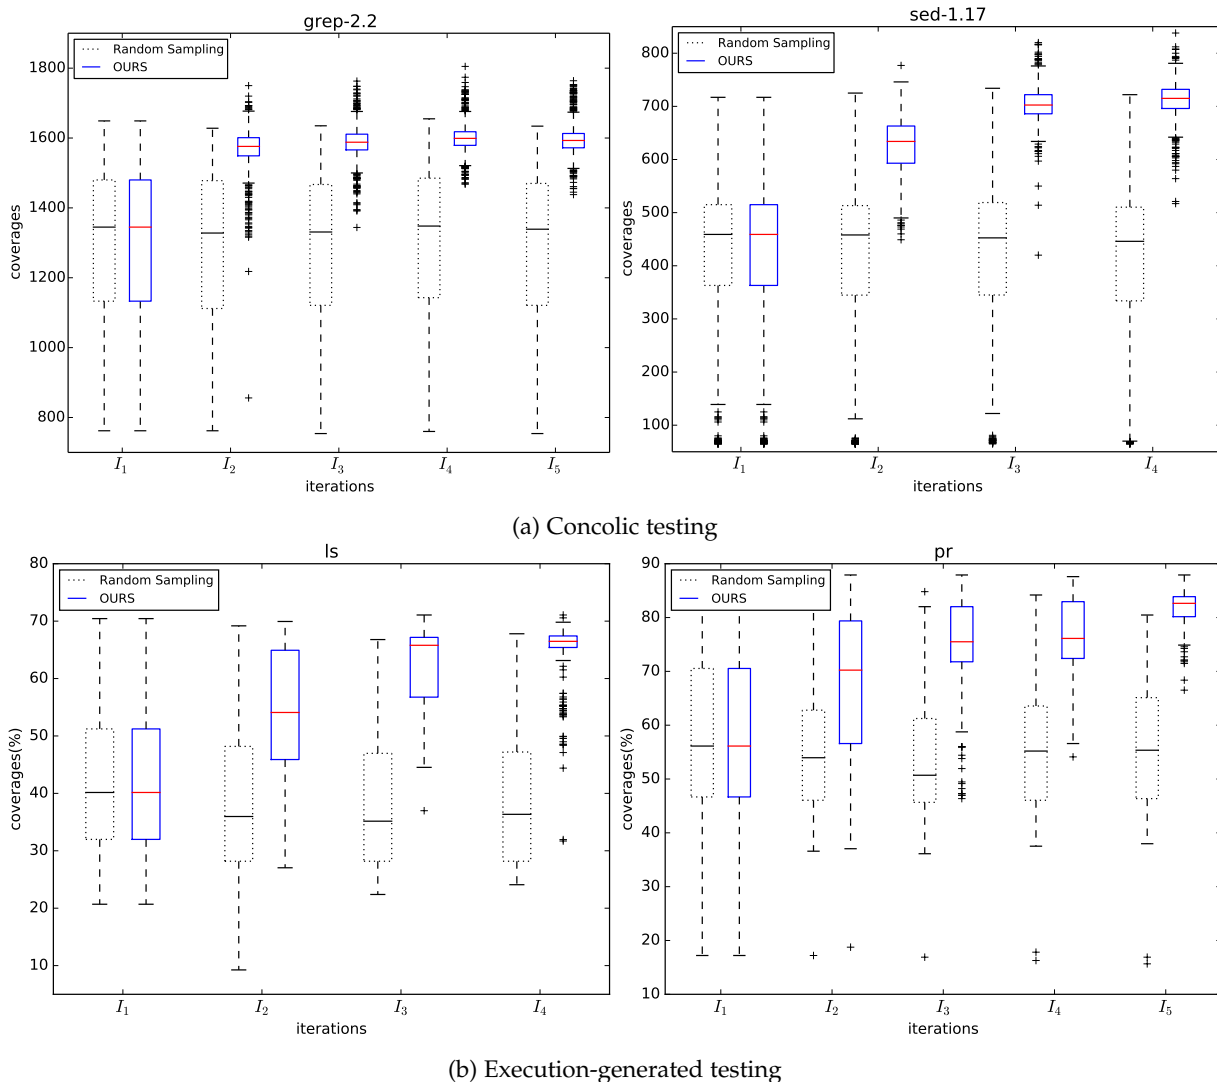 grep-2.2
Random Sampling
OURS
1800
1600
1400
1200
1000
800
coverages
I1 I2 I3 I4 I5
iterations
sed-1.17
Random Sampling
OURS
800
700
600
500
400
300
200
100
coverages
I1 I2 I3 I4
iterations
(a) Concolic testing
ls
Random Sampling
OURS
80
70
60
50
40
30
20
10
coverages(%)
I1 I2 I3 I4
iterations
pr
Random Sampling
OURS
90
80
70
60
50
40
30
20
10
coverages(%)
I1 I2 I3 I4 I5
iterations
(b) Execution-generated testing